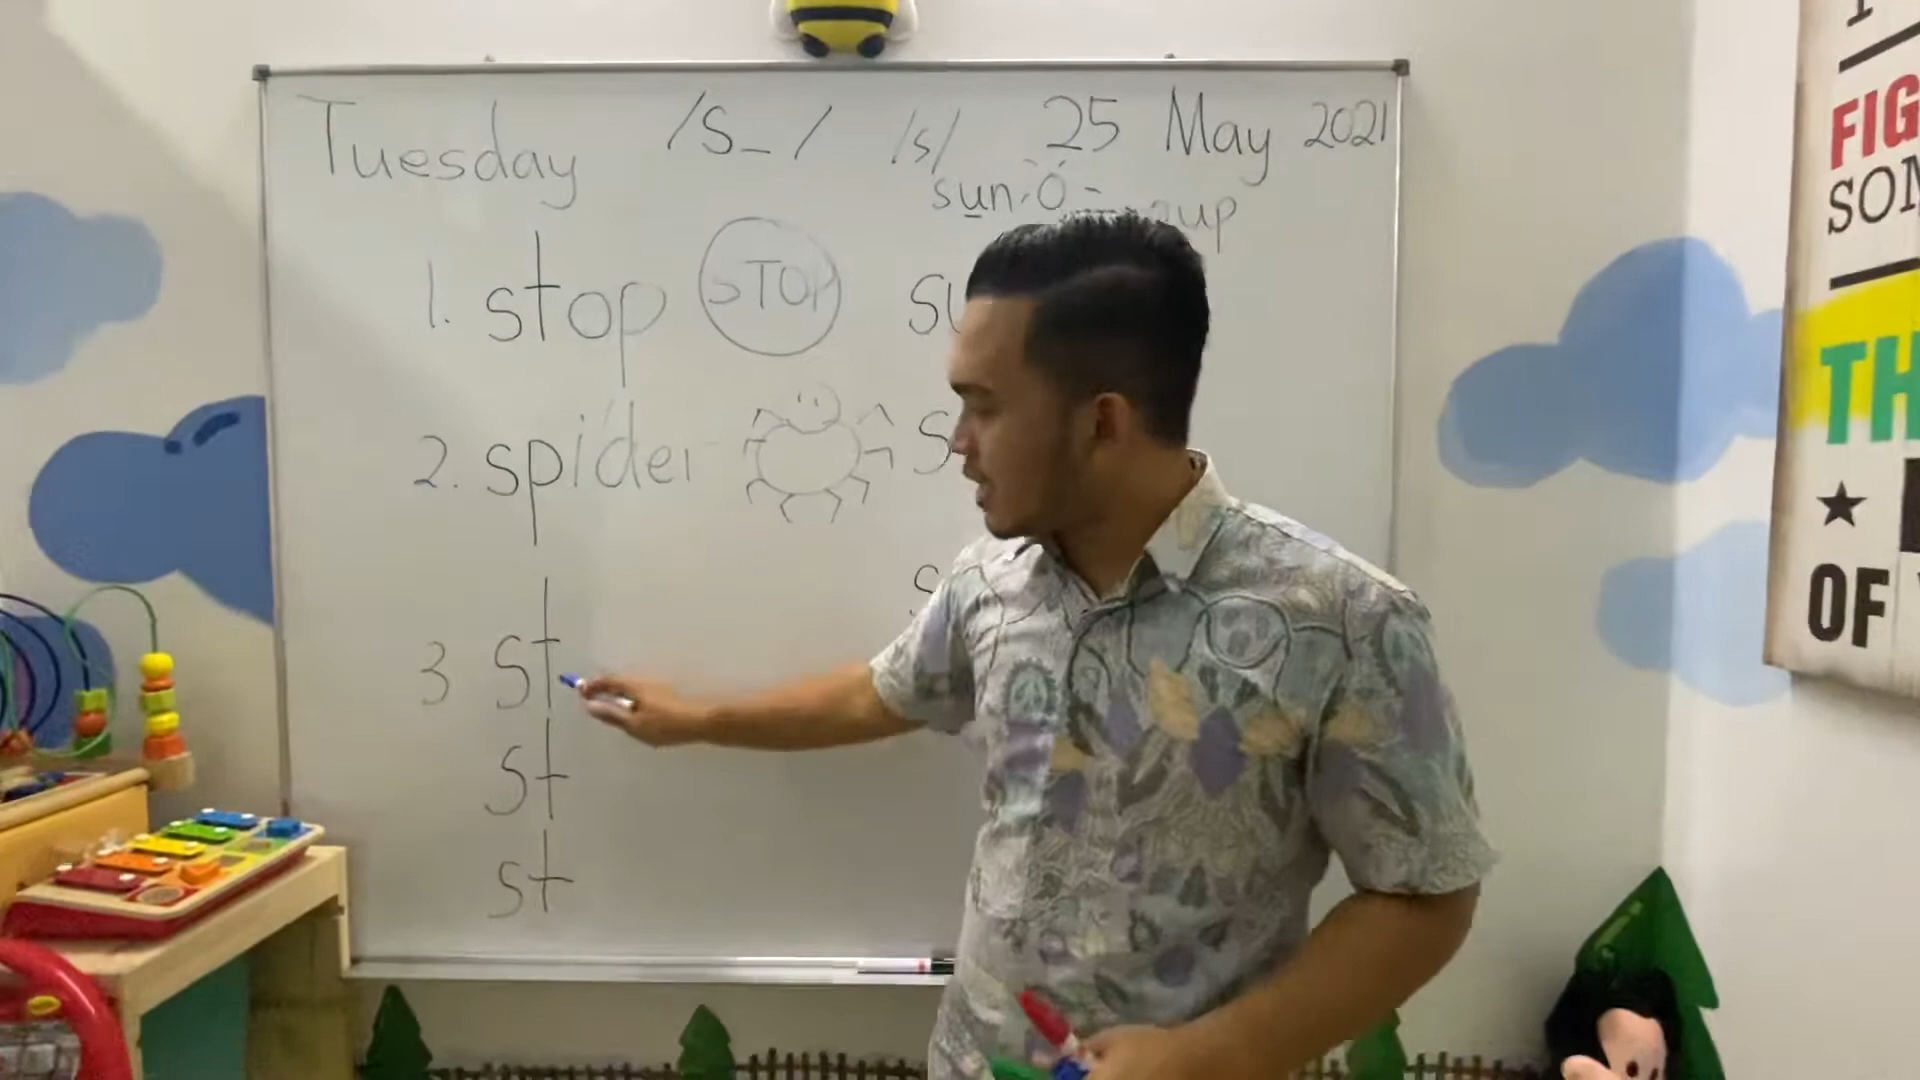 Tuesday /s_/ /s/ 25 May 2021
sun
1. stop STOP su
2. spider s
s
3 st
st
st
FIG
SOM
TH
OF